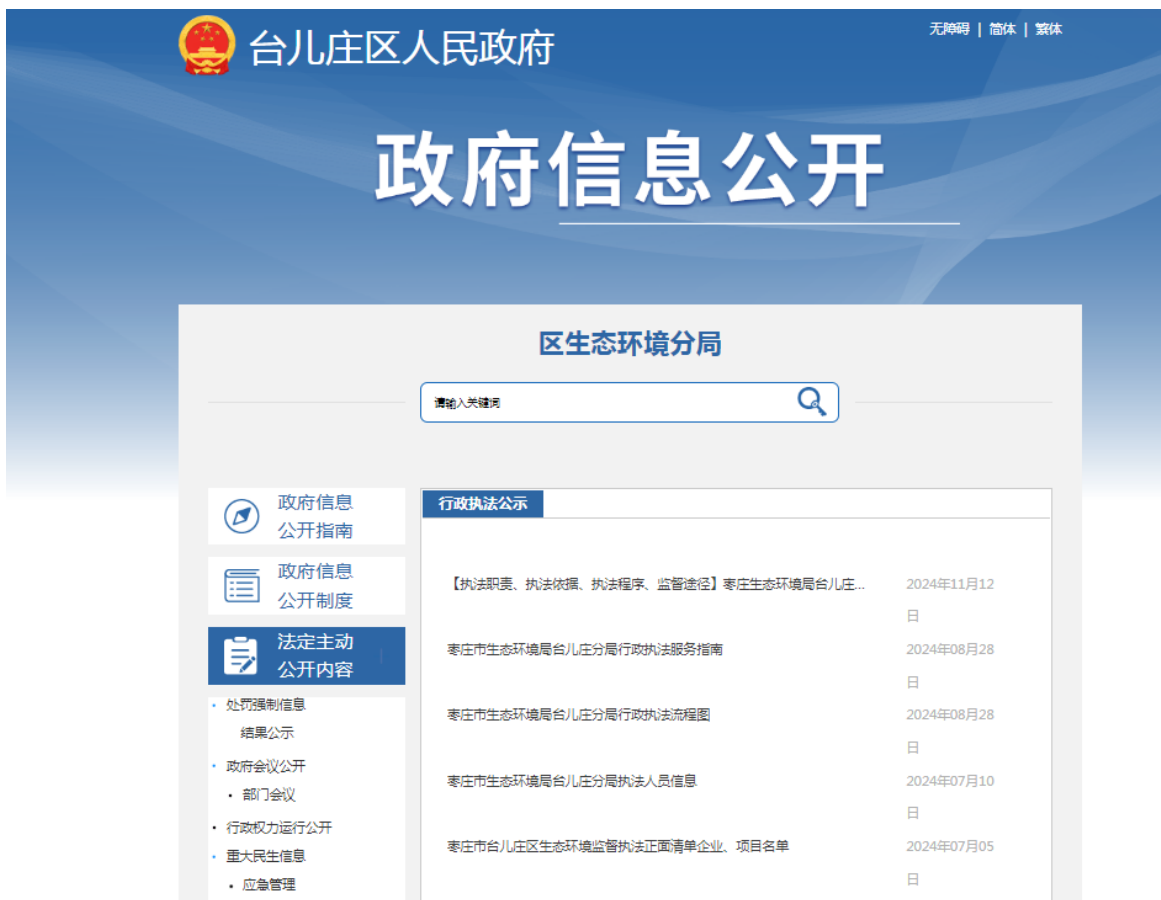 台儿庄区人民政府
无障碍 | 简体 | 繁体
政府信息公开
区生态环境分局
请输入关键词
政府信息
公开指南
政府信息
公开制度
法定主动
公开内容
· 处罚强制信息
结果公示
· 政府会议公开
· 部门会议
· 行政权力运行公开
· 重大民生信息
· 应急管理
行政执法公示
【执法职责、执法依据、执法程序、监督途径】枣庄生态环境局台儿庄... 2024年11月12
日
枣庄市生态环境局台儿庄分局行政执法服务指南 2024年08月28
日
枣庄市生态环境局台儿庄分局行政执法流程图 2024年08月28
日
枣庄市生态环境局台儿庄分局执法人员信息 2024年07月10
日
枣庄市台儿庄区生态环境监督执法正面清单企业、项目名单 2024年07月05
日